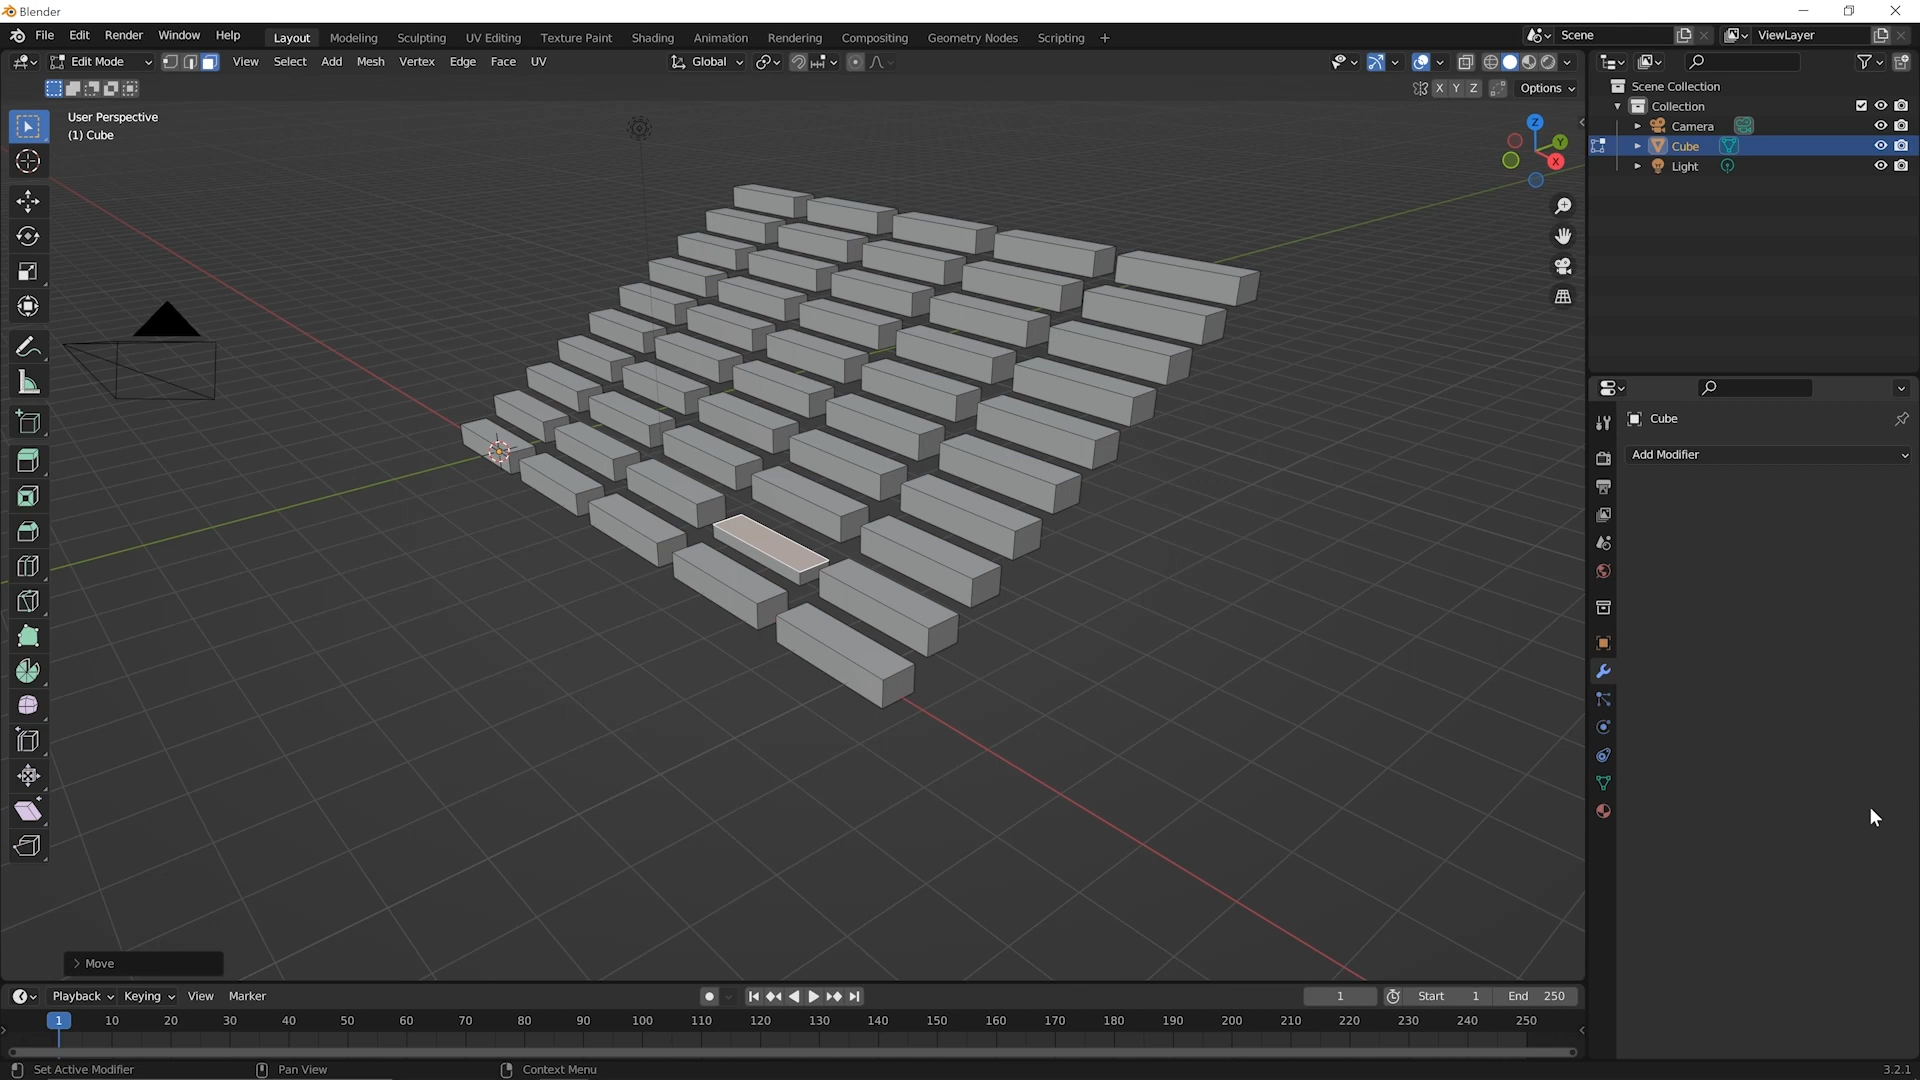 Blender
File Edit Render Window Help Layout Modeling Sculpting UV Editing Texture Paint Shading Animation Rendering Compositing Geometry Nodes Scripting + Scene ViewLayer
Edit Mode View Select Add Mesh Vertex Edge Face UV Global
X Y Z Options
User Perspective
(1) Cube
Z
Y
X
Scene Collection
Collection
Camera
Cube
Light
Cube
Add Modifier
> Move
Playback Keying View Marker 1 Start 1 End 250
1 10 20 30 40 50 60 70 80 90 100 110 120 130 140 150 160 170 180 190 200 210 220 230 240 250
Set Active Modifier Pan View Context Menu 3.2.1